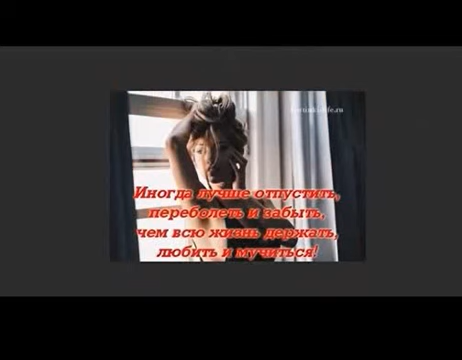 Иногда лучше отпустить,
переболеть и забыть,
чем всю жизнь держать,
любить и мучиться!